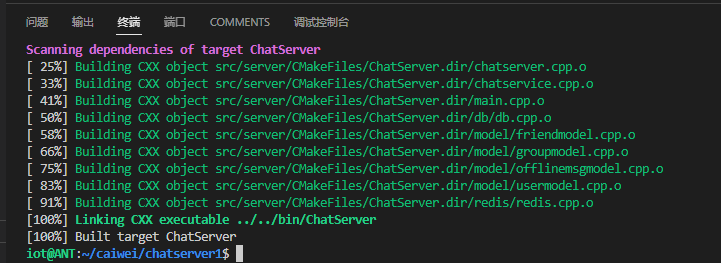 问题 输出 终端 端口 COMMENTS 调试控制台
Scanning dependencies of target ChatServer
[ 25%] Building CXX object src/server/CMakeFiles/ChatServer.dir/chatserver.cpp.o
[ 33%] Building CXX object src/server/CMakeFiles/ChatServer.dir/chatservice.cpp.o
[ 41%] Building CXX object src/server/CMakeFiles/ChatServer.dir/main.cpp.o
[ 50%] Building CXX object src/server/CMakeFiles/ChatServer.dir/db/db.cpp.o
[ 58%] Building CXX object src/server/CMakeFiles/ChatServer.dir/model/friendmodel.cpp.o
[ 66%] Building CXX object src/server/CMakeFiles/ChatServer.dir/model/groupmodel.cpp.o
[ 75%] Building CXX object src/server/CMakeFiles/ChatServer.dir/model/offlinemsgmodel.cpp.o
[ 83%] Building CXX object src/server/CMakeFiles/ChatServer.dir/model/usermodel.cpp.o
[ 91%] Building CXX object src/server/CMakeFiles/ChatServer.dir/redis/redis.cpp.o
[100%] Linking CXX executable ../../bin/ChatServer
[100%] Built target ChatServer
iot@ANT:~/caiwei/chatserver1$